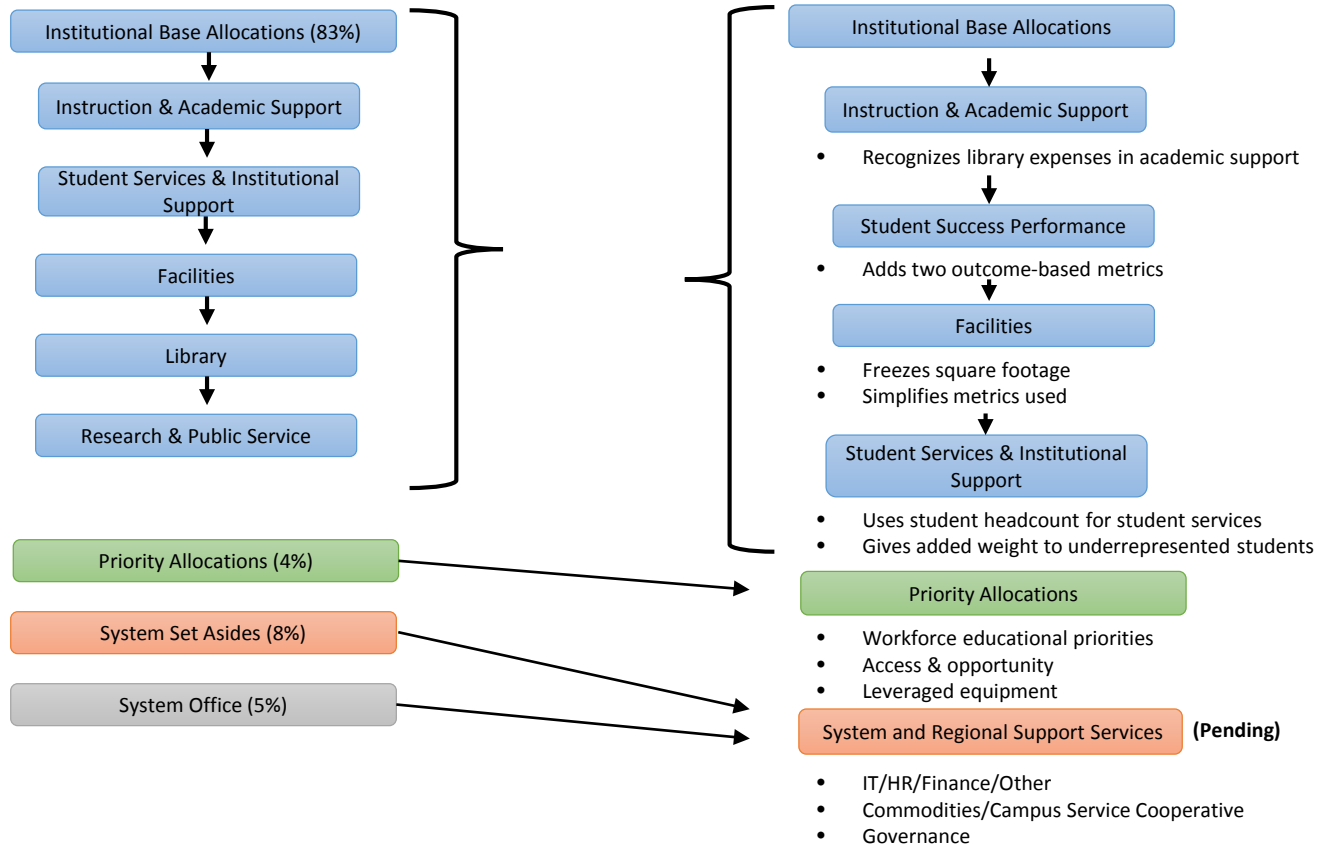 Institutional Base Allocations (83%)
Instruction & Academic Support
Student Services & Institutional
Support
Facilities
Library
Research & Public Service
Priority Allocations (4%)
System Set Asides (8%)
System Office (5%)
Institutional Base Allocations
Instruction & Academic Support
• Recognizes library expenses in academic support
Student Success Performance
• Adds two outcome-based metrics
Facilities
• Freezes square footage
• Simplifies metrics used
Student Services & Institutional
Support
• Uses student headcount for student services
• Gives added weight to underrepresented students
Priority Allocations
• Workforce educational priorities
• Access & opportunity
• Leveraged equipment
System and Regional Support Services (Pending)
• IT/HR/Finance/Other
• Commodities/Campus Service Cooperative
• Governance